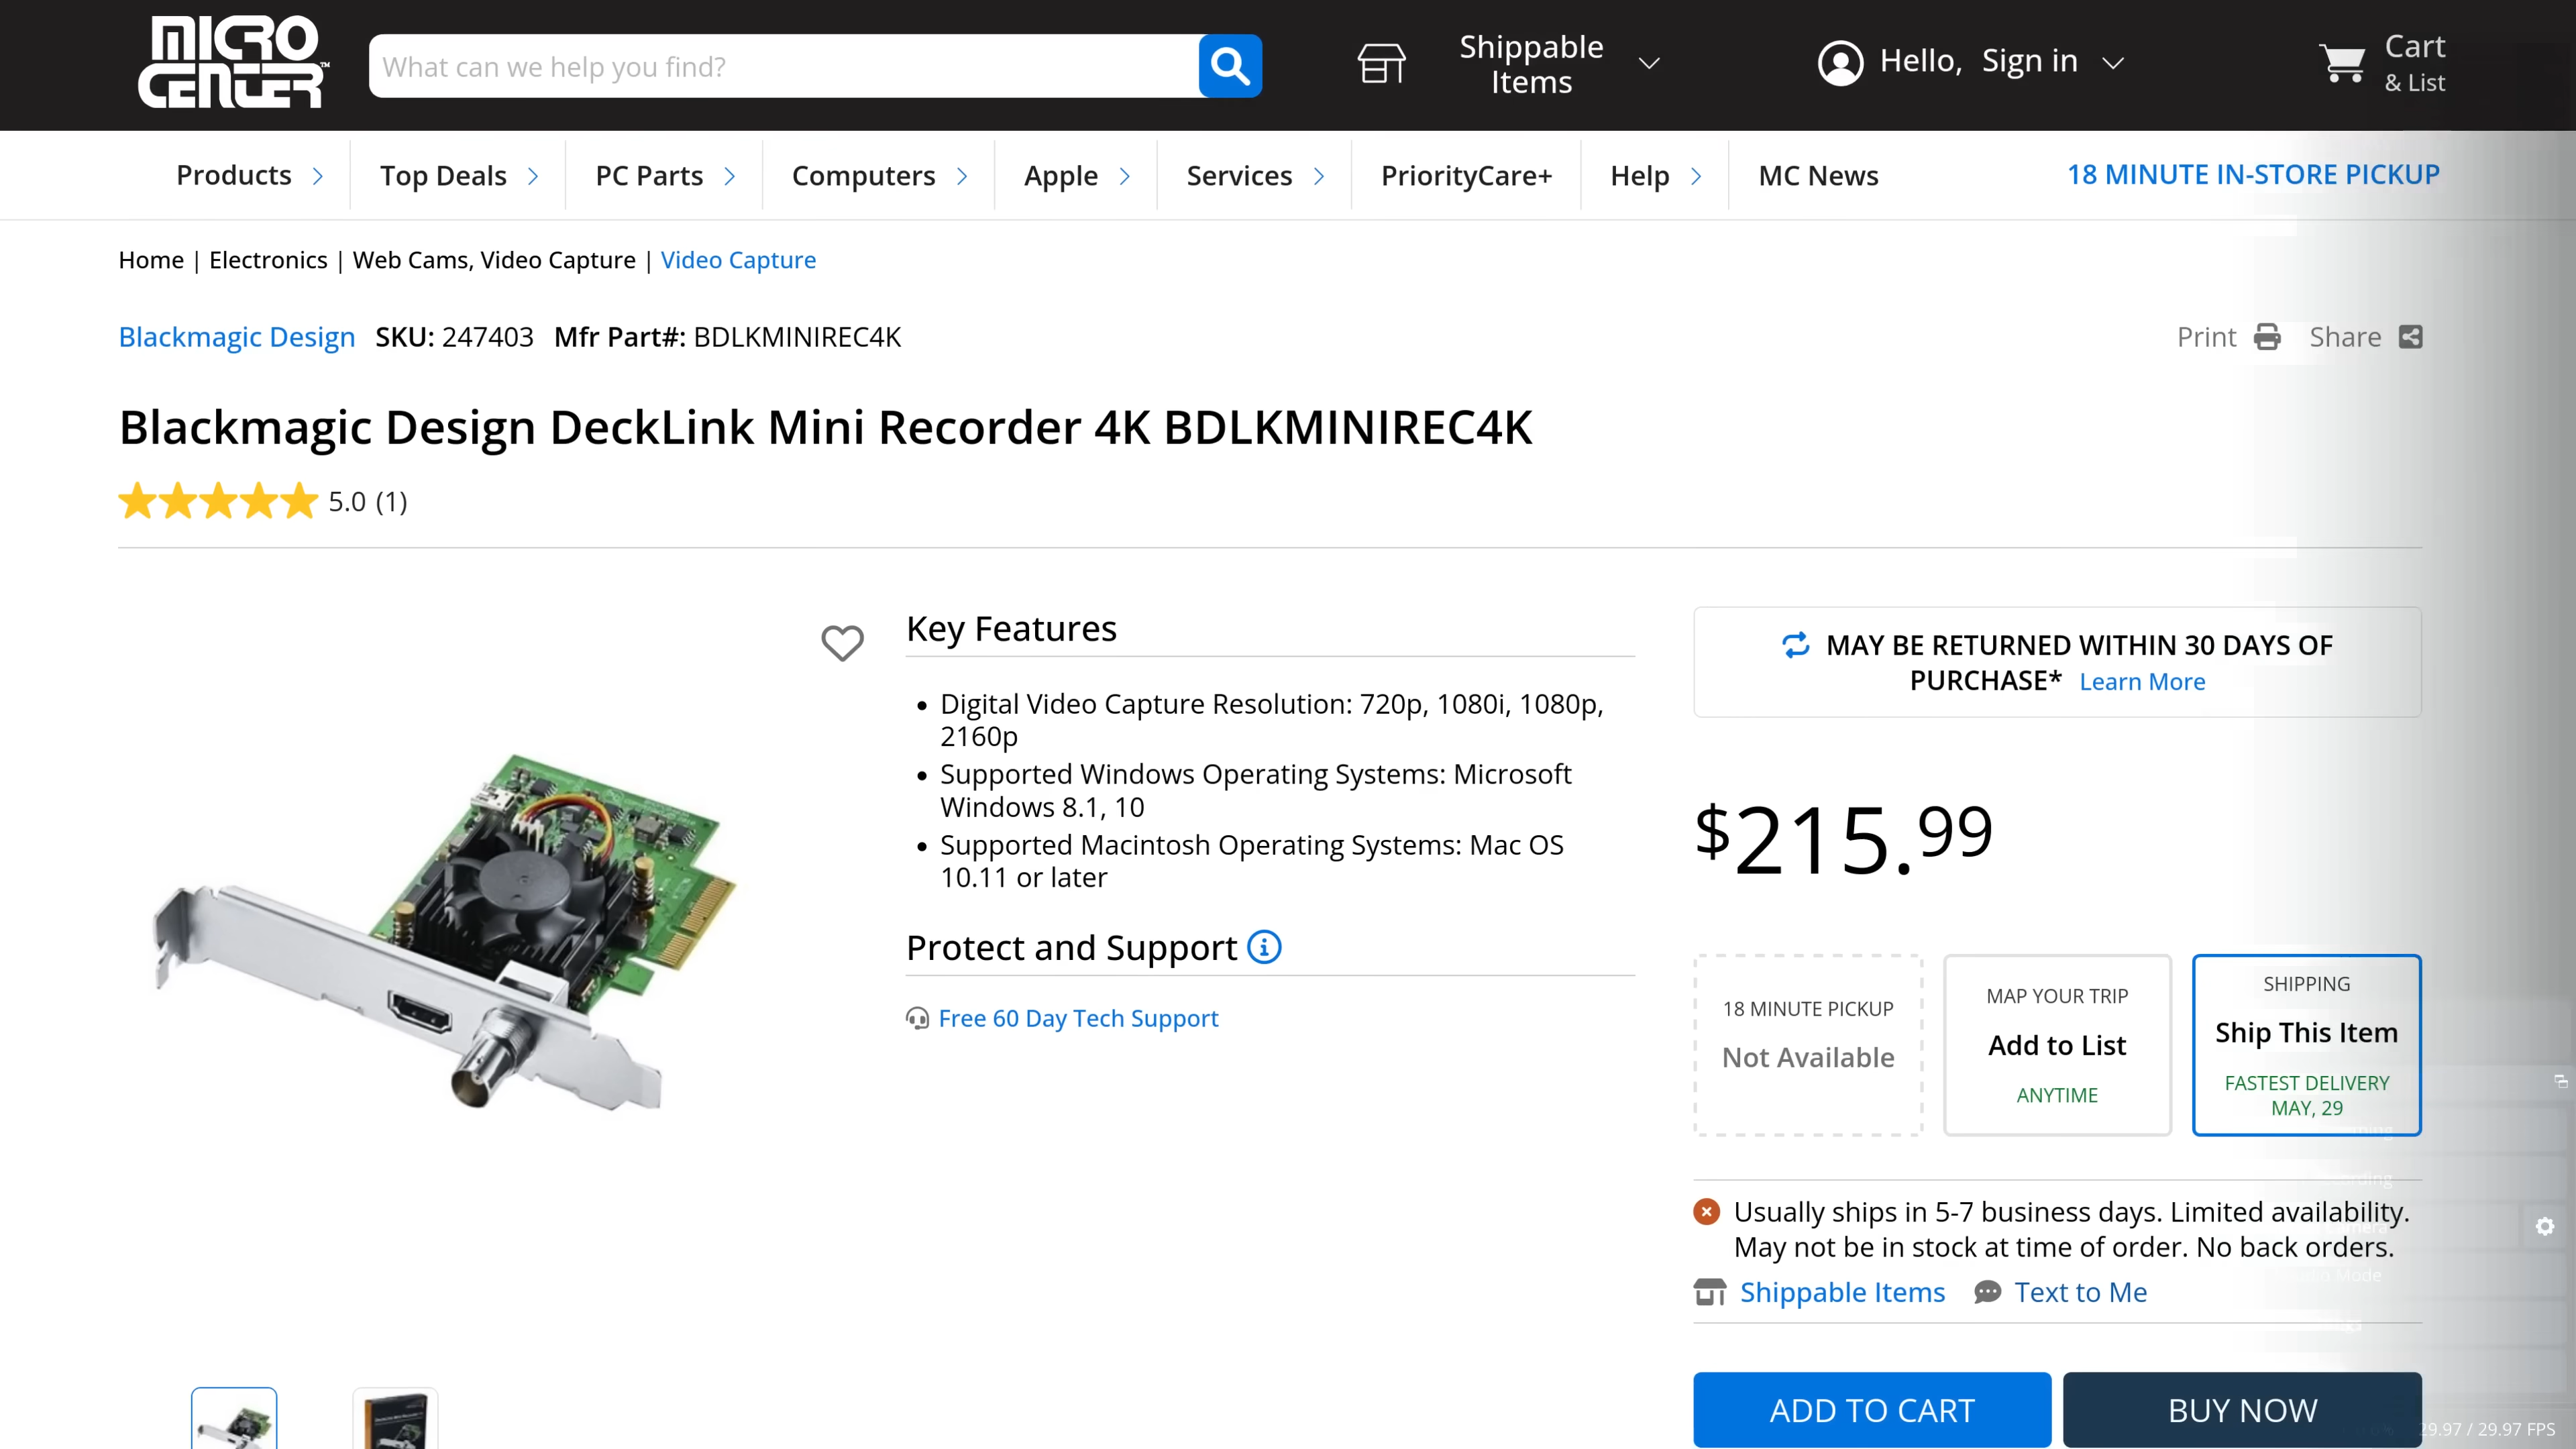 MICRO CENTER
What can we help you find?
Shippable
Items
Hello, Sign in
Cart
& List
Products
Top Deals
PC Parts
Computers
Apple
Services
PriorityCare+
Help
MC News
18 MINUTE IN-STORE PICKUP
Home | Electronics | Web Cams, Video Capture | Video Capture
Blackmagic Design SKU: 247403 Mfr Part#: BDLKMINIREC4K
Print
Share
Blackmagic Design DeckLink Mini Recorder 4K BDLKMINIREC4K
5.0 (1)
Key Features
Digital Video Capture Resolution: 720p, 1080i, 1080p,
2160p
Supported Windows Operating Systems: Microsoft
Windows 8.1, 10
Supported Macintosh Operating Systems: Mac OS
10.11 or later
Protect and Support
Free 60 Day Tech Support
MAY BE RETURNED WITHIN 30 DAYS OF
PURCHASE* Learn More
$215.99
18 MINUTE PICKUP
Not Available
MAP YOUR TRIP
Add to List
ANYTIME
SHIPPING
Ship This Item
FASTEST DELIVERY
MAY, 29
Usually ships in 5-7 business days. Limited availability.
May not be in stock at time of order. No back orders.
Shippable Items
Text to Me
Mode
ADD TO CART
BUY NOW
29.97 / 29.97 FPS